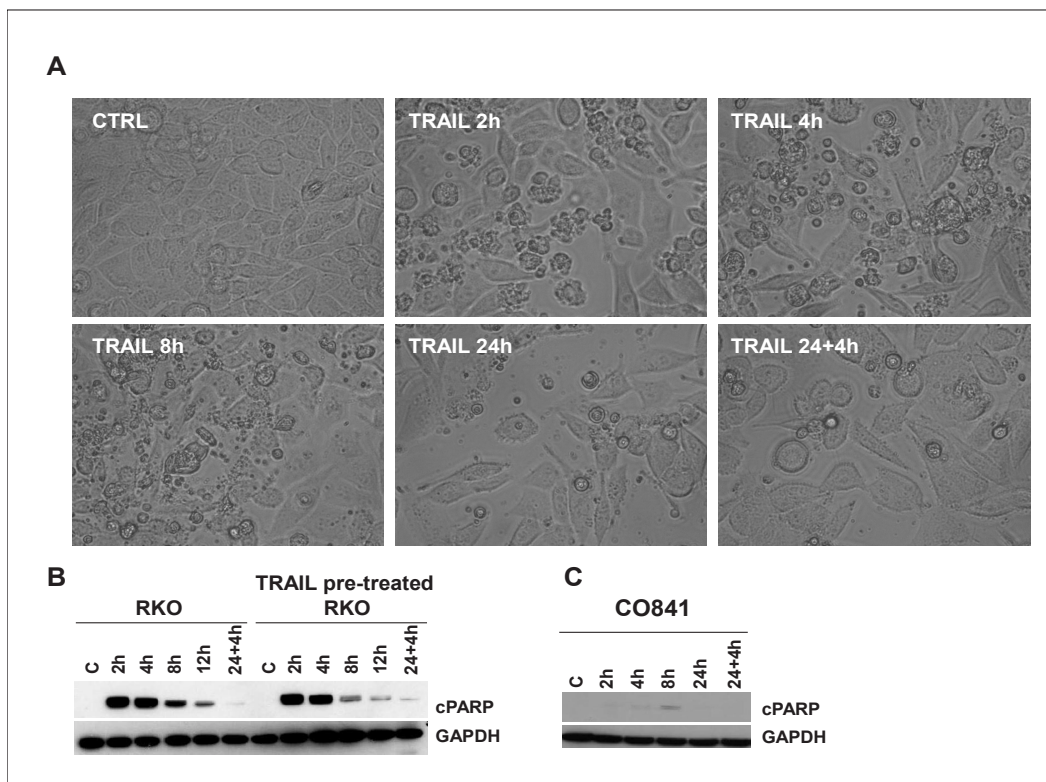 A
CTRL
TRAIL 2h
TRAIL 4h
TRAIL 8h
TRAIL 24h
TRAIL 24+4h
B
TRAIL pre-treated
RKO
RKO
C
2h
4h
8h
12h
24+4h
C
2h
4h
8h
12h
24+4h
cPARP
GAPDH
C
CO841
C
2h
4h
8h
24h
24+4h
cPARP
GAPDH